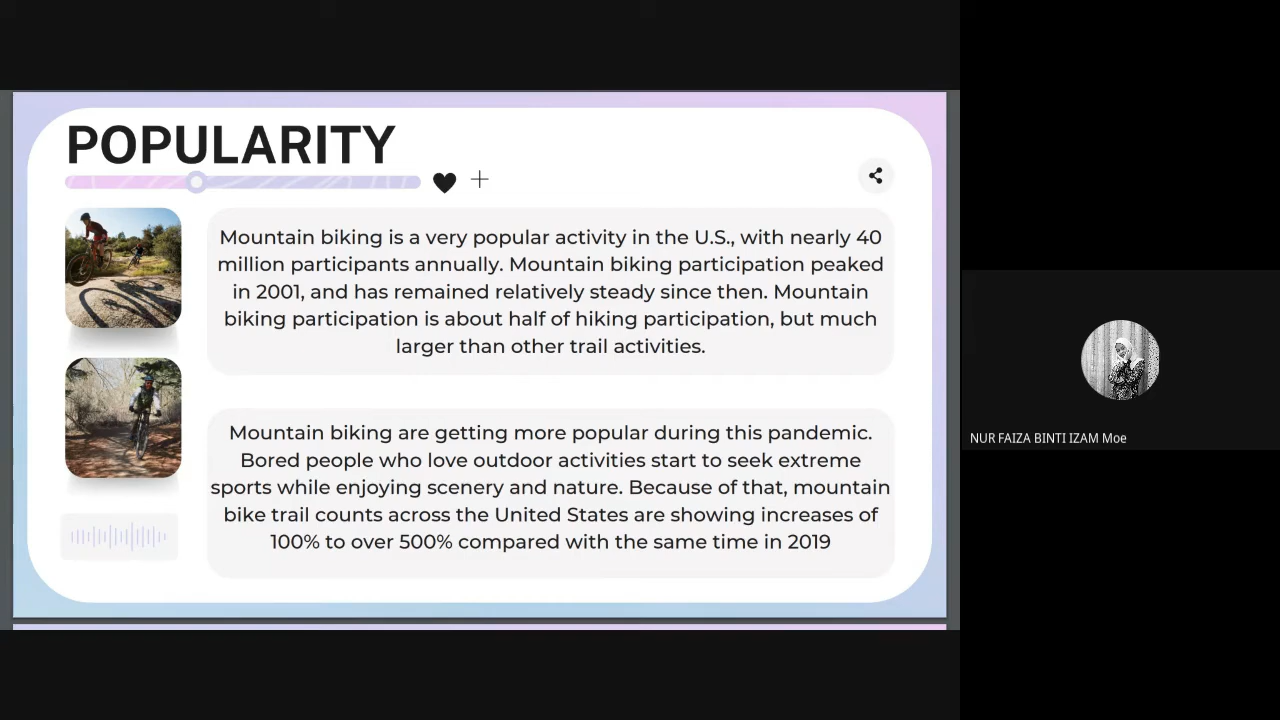 POPULARITY
Mountain biking is a very popular activity in the U.S., with nearly 40
million participants annually. Mountain biking participation peaked
in 2001, and has remained relatively steady since then. Mountain
biking participation is about half of hiking participation, but much
larger than other trail activities.
Mountain biking are getting more popular during this pandemic.
Bored people who love outdoor activities start to seek extreme
sports while enjoying scenery and nature. Because of that, mountain
bike trail counts across the United States are showing increases of
100% to over 500% compared with the same time in 2019
NUR FAIZA BINTI IZAM Moe